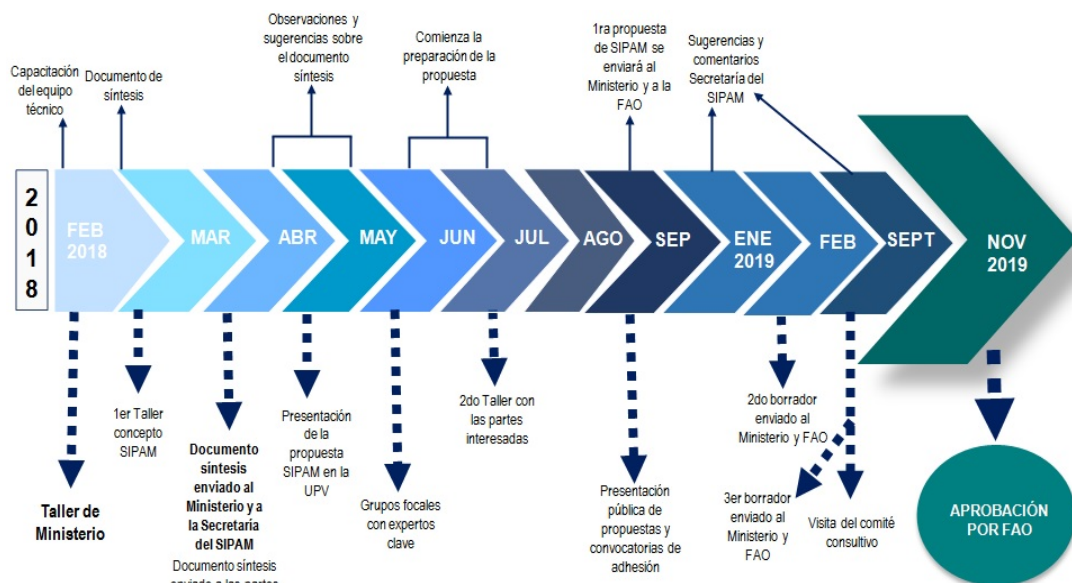 Capacitación
del equipo
técnico
Documento de
síntesis
Observaciones y
sugerencias sobre
el documento
síntesis
Comienza la
preparación de la
propuesta
1ra propuesta
de SIPAM se
enviará al
Ministerio y a la
FAO
Sugerencias y
comentarios
Secretaría del
SIPAM
2
0
1
8
FEB
2018
MAR
ABR
MAY
JUN
JUL
AGO
SEP
ENE
2019
FEB
SEPT
NOV
2019
Taller de
Ministerio
1er Taller
concepto
SIPAM
Documento
síntesis
enviado al
Ministerio y a
la Secretaría
del SIPAM
Documento síntesis
enviado a las partes
Presentación
de la
propuesta
SIPAM en la
UPV
Grupos focales
con expertos
clave
2do Taller con
las partes
interesadas
Presentación
pública de
propuestas y
convocatorias de
adhesión
2do borrador
enviado al
Ministerio y FAO
3er borrador
enviado al
Ministerio y
FAO
Visita del comité
consultivo
APROBACIÓN
POR FAO